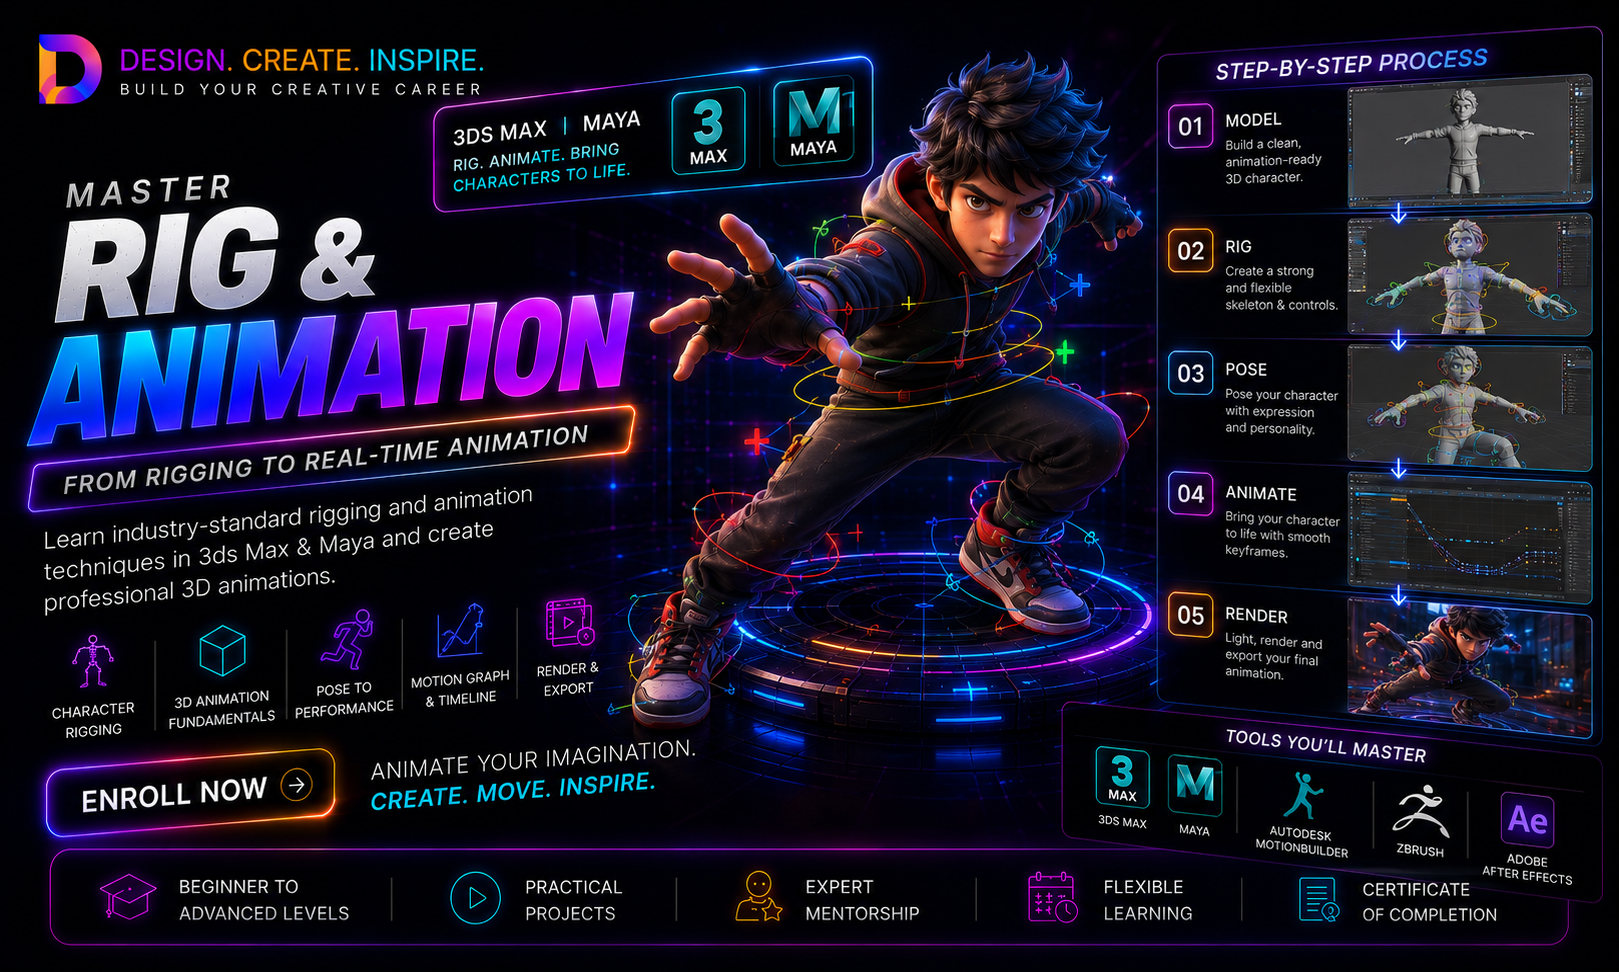 DESIGN. CREATE. INSPIRE.
BUILD YOUR CREATIVE CAREER
3DS MAX | MAYA
RIG. ANIMATE. BRING
CHARACTERS TO LIFE.
3
MAX
M
MAYA
MASTER
RIG &
ANIMATION
FROM RIGGING TO REAL-TIME ANIMATION
Learn industry-standard rigging and animation
techniques in 3ds Max & Maya and create
professional 3D animations.
CHARACTER
RIGGING
3D ANIMATION
FUNDAMENTALS
POSE TO
PERFORMANCE
MOTION GRAPH
& TIMELINE
RENDER &
EXPORT
ENROLL NOW
ANIMATE YOUR IMAGINATION.
CREATE. MOVE. INSPIRE.
STEP-BY-STEP PROCESS
01
MODEL
Build a clean,
animation-ready
3D character.
02
RIG
Create a strong
and flexible
skeleton & controls.
03
POSE
Pose your character
with expression
and personality.
04
ANIMATE
Bring your character
to life with smooth
keyframes.
05
RENDER
Light, render and
export your final
animation.
TOOLS YOU'LL MASTER
3
MAX
3DS MAX
M
MAYA
AUTODESK
MOTIONBUILDER
ZBRUSH
Ae
ADOBE
AFTER EFFECTS
BEGINNER TO
ADVANCED LEVELS
PRACTICAL
PROJECTS
EXPERT
MENTORSHIP
FLEXIBLE
LEARNING
CERTIFICATE
OF COMPLETION